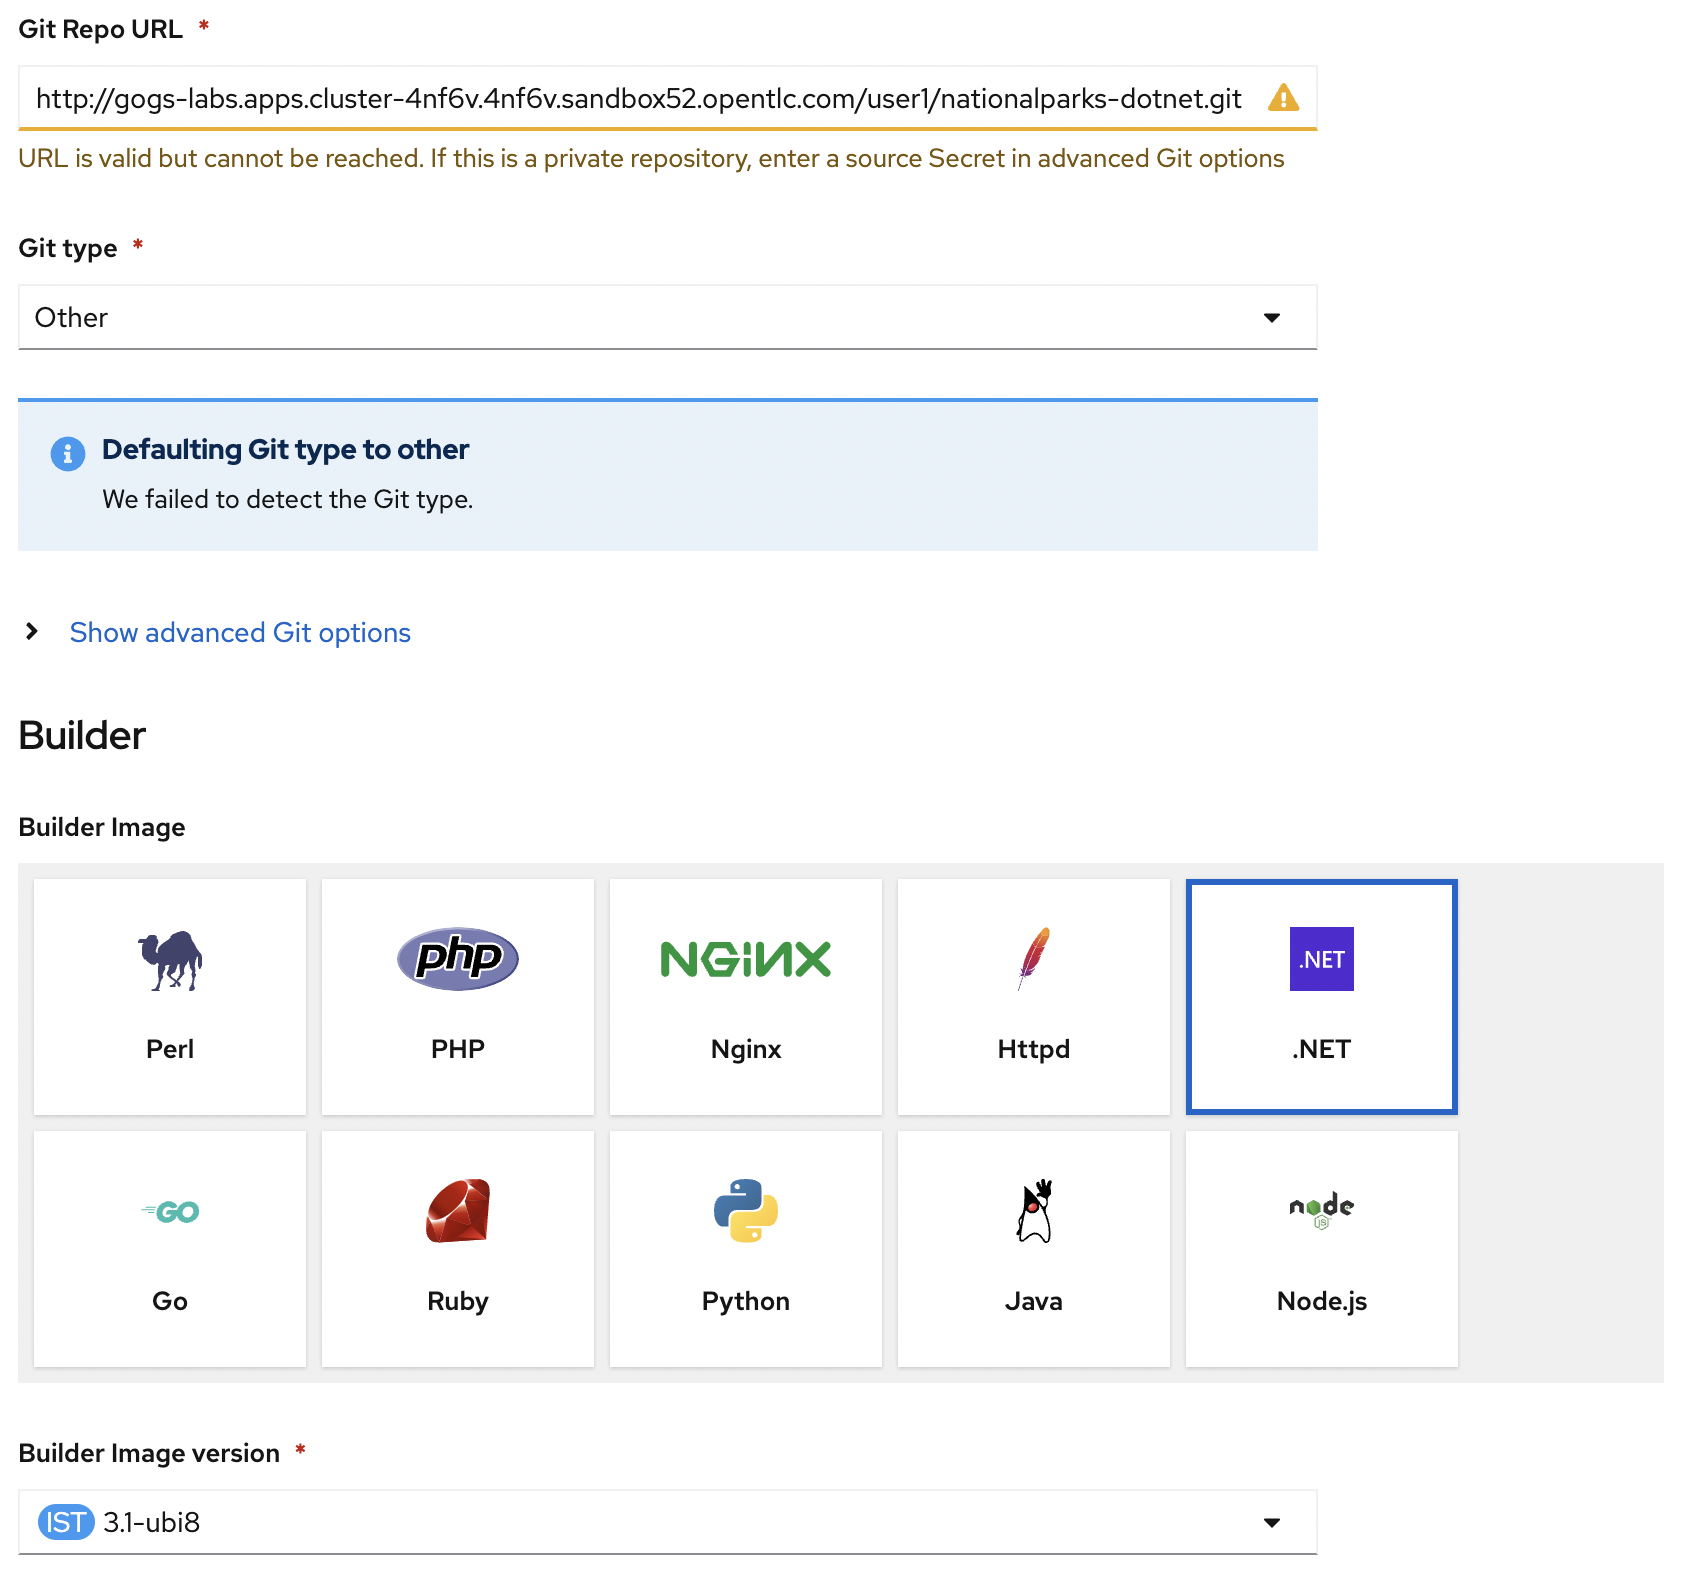 Git Repo URL *
http://gogs-labs.apps.cluster-4nf6v.4nf6v.sandbox52.opentlc.com/user1/nationalparks-dotnet.git
URL is valid but cannot be reached. If this is a private repository, enter a source Secret in advanced Git options
Git type *
Other
Defaulting Git type to other
We failed to detect the Git type.
Show advanced Git options
Builder
Builder Image
php NGINX .NET
Perl PHP Nginx Httpd .NET
GO node js
Go Ruby Python Java Node.js
Builder Image version *
IST 3.1-ubi8